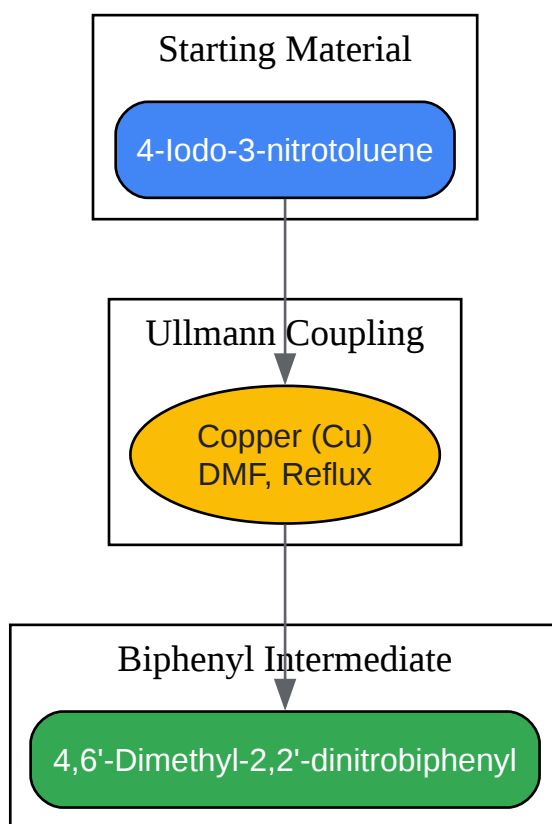 Starting Material
4-Iodo-3-nitrotoluene
Ullmann Coupling
Copper (Cu)
DMF, Reflux
Biphenyl Intermediate
4,6'-Dimethyl-2,2'-dinitrobiphenyl